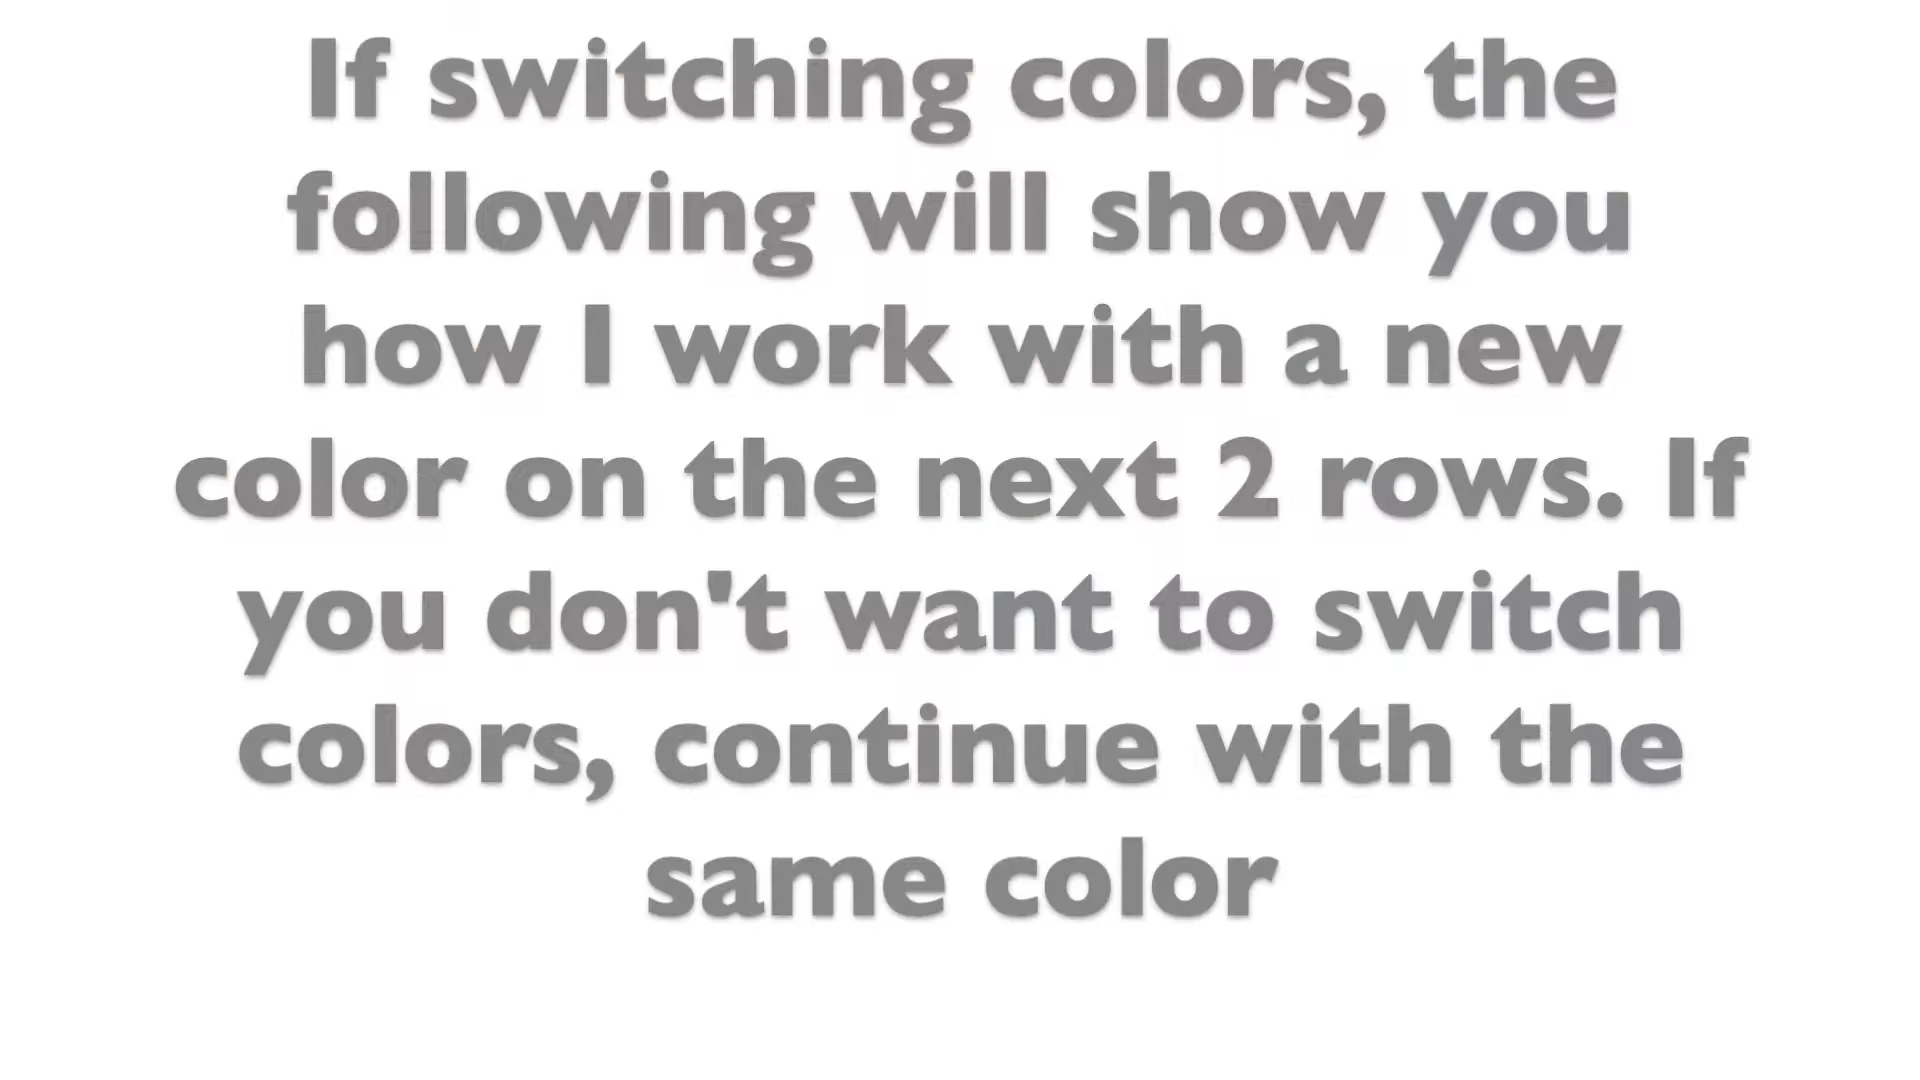 If switching colors, the
following will show you
how I work with a new
color on the next 2 rows. If
you don't want to switch
colors, continue with the
same color